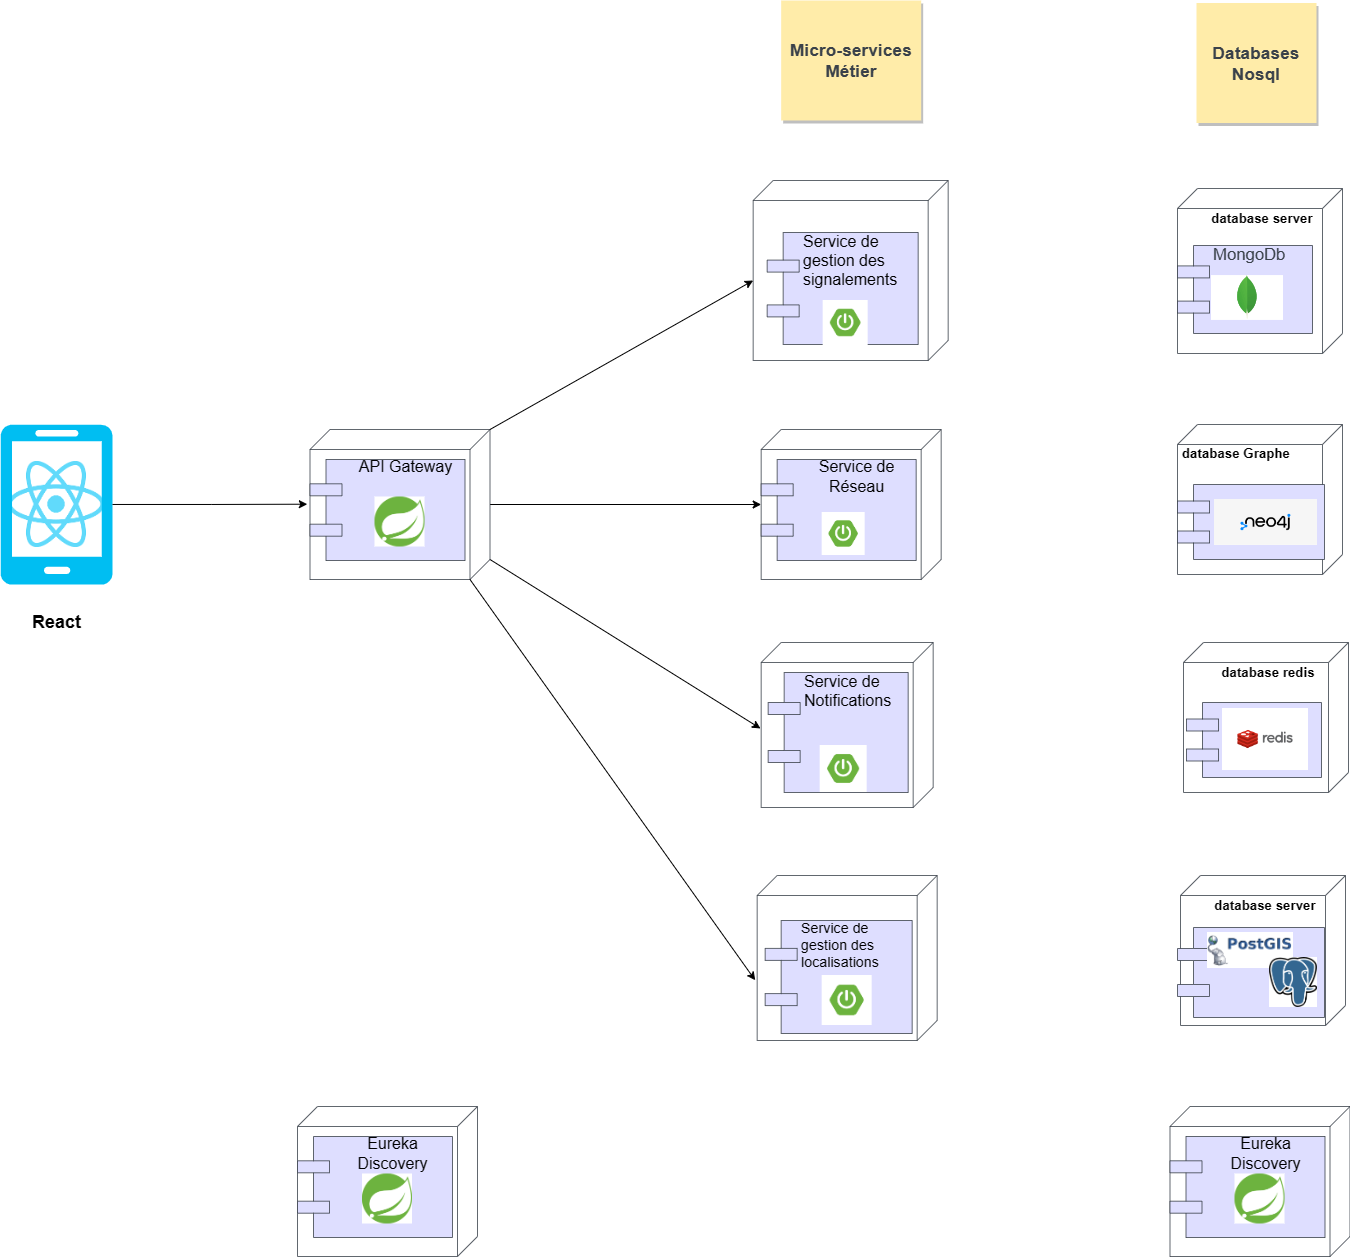 Micro-services
Métier
Databases
Nosql
Service de
gestion des
signalements
database server
MongoDb
API Gateway
Service de
Réseau
database Graphe
neo4j
React
Service de
Notifications
database redis
redis
Service de
gestion des
localisations
database server
PostGIS
Eureka
Discovery
Eureka
Discovery